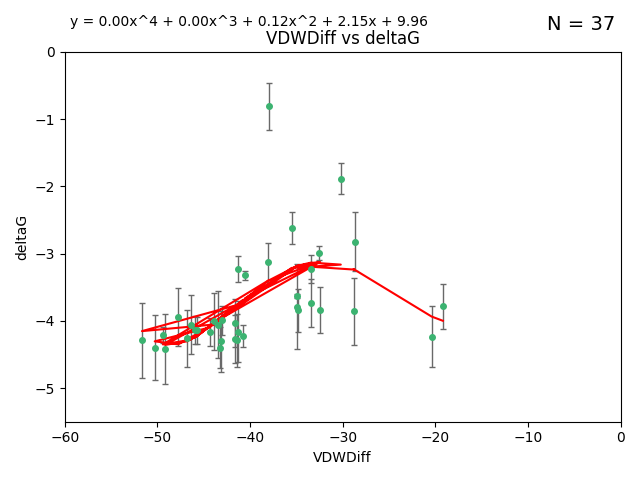 y = 0.00x^4 + 0.00x^3 + 0.12x^2 + 2.15x + 9.96
N = 37
VDWDiff vs deltaG
0
−1
−2
−3
−4
−5
deltaG
−60 −50 −40 −30 −20 −10 0
VDWDiff